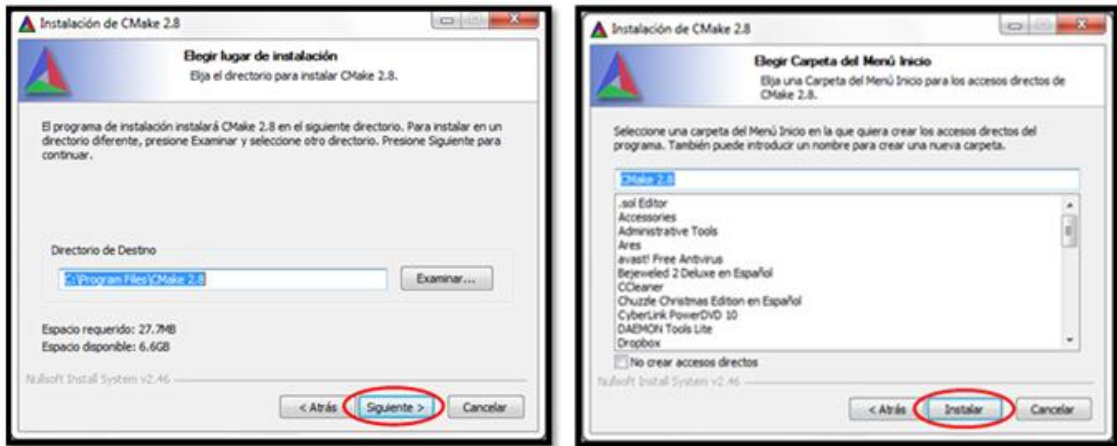 Instalación de CMake 2.8
Elegir lugar de instalación
Elija el directorio para instalar CMake 2.8.
El programa de instalación instalará CMake 2.8 en el siguiente directorio. Para instalar en un
directorio diferente, presione Examinar y seleccione otro directorio. Presione Siguiente para
continuar.
Directorio de Destino
C:\Program Files\CMake 2.8
Examinar...
Espacio requerido: 27.7MB
Espacio disponible: 6.6GB
Nullsoft Install System v2.46
< Atrás
Siguiente >
Cancelar
Instalación de CMake 2.8
Elegir Carpeta del Menú Inicio
Elija una Carpeta del Menú Inicio para los accesos directos de
CMake 2.8.
Seleccione una carpeta del Menú Inicio en la que quiera crear los accesos directos del
programa. También puede introducir un nombre para crear una nueva carpeta.
CMake 2.8
.sol Editor
Accessories
Administrative Tools
Ares
avast! Free Antivirus
Bejeweled 2 Deluxe en Español
CCleaner
Chuzzle Christmas Edition en Español
CyberLink PowerDVD 10
DAEMON Tools Lite
Dropbox
No crear accesos directos
Nullsoft Install System v2.46
< Atrás
Instalar
Cancelar